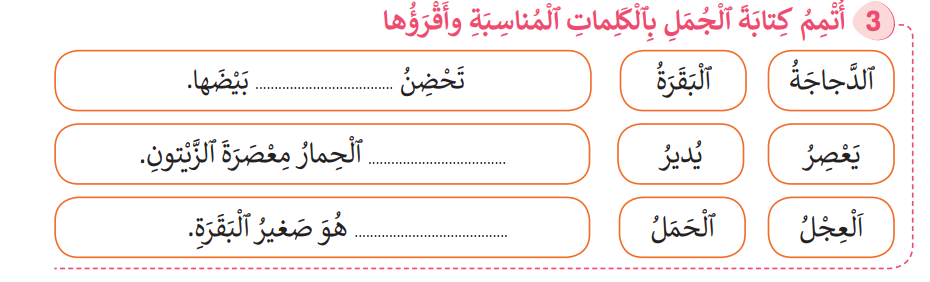 3 أُتْمِمُ كِتابَةَ ٱلْجُمَلِ بِٱلْكَلِماتِ ٱلْمُناسِبَةِ وأَقْرَؤُها
ٱلدَّجاجَةُ ٱلْبَقَرَةُ تَحْضِنُ .................................... بَيْضَها.
يَعْصِرُ يُديرُ .................................... ٱلْحِمارُ مِعْصَرَةَ ٱلزَّيْتونِ.
اَلْعِجْلُ ٱلْحَمَلُ ........................................ هُوَ صَغيرُ ٱلْبَقَرَةِ.